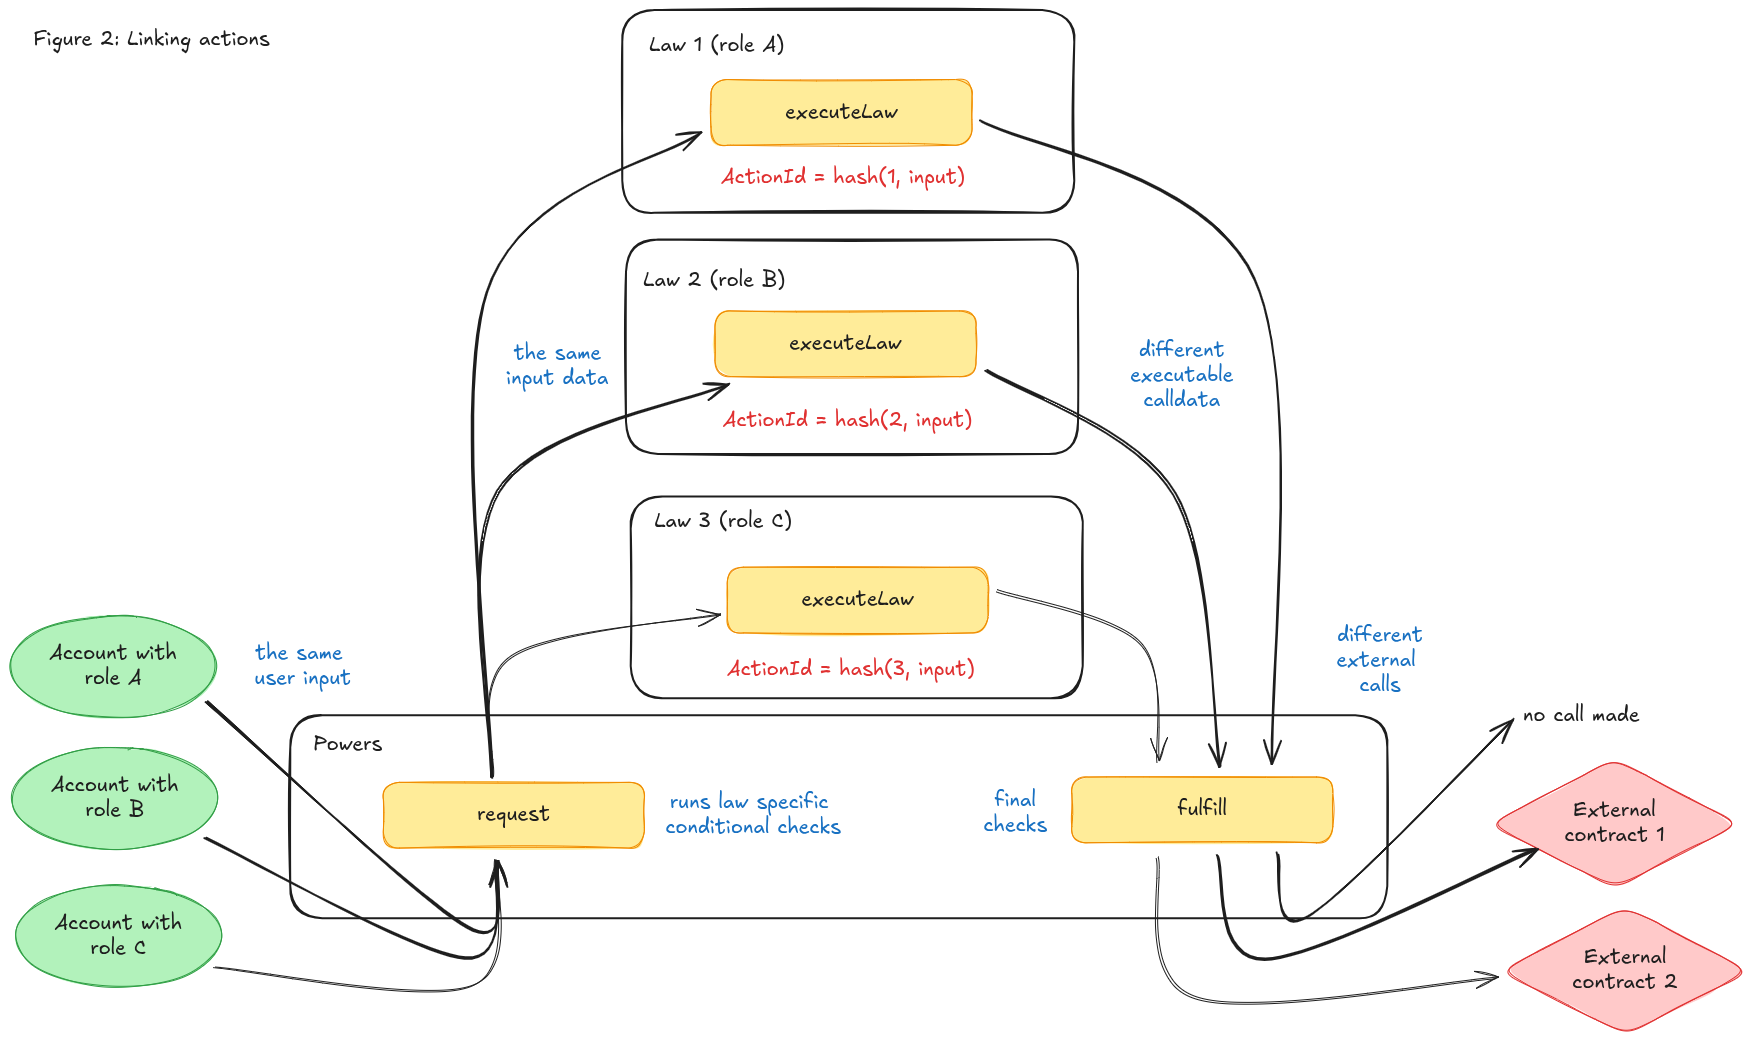 Figure 2: Linking actions
Law 1 (role A)
executeLaw
ActionId = hash(1, input)
Law 2 (role B)
executeLaw
ActionId = hash(2, input)
the same
input data
different
executable
calldata
Law 3 (role C)
executeLaw
ActionId = hash(3, input)
Account with
role A
the same
user input
different
external
calls
no call made
Powers
Account with
role B
request
runs law specific
conditional checks
final
checks
fulfill
External
contract 1
Account with
role C
External
contract 2